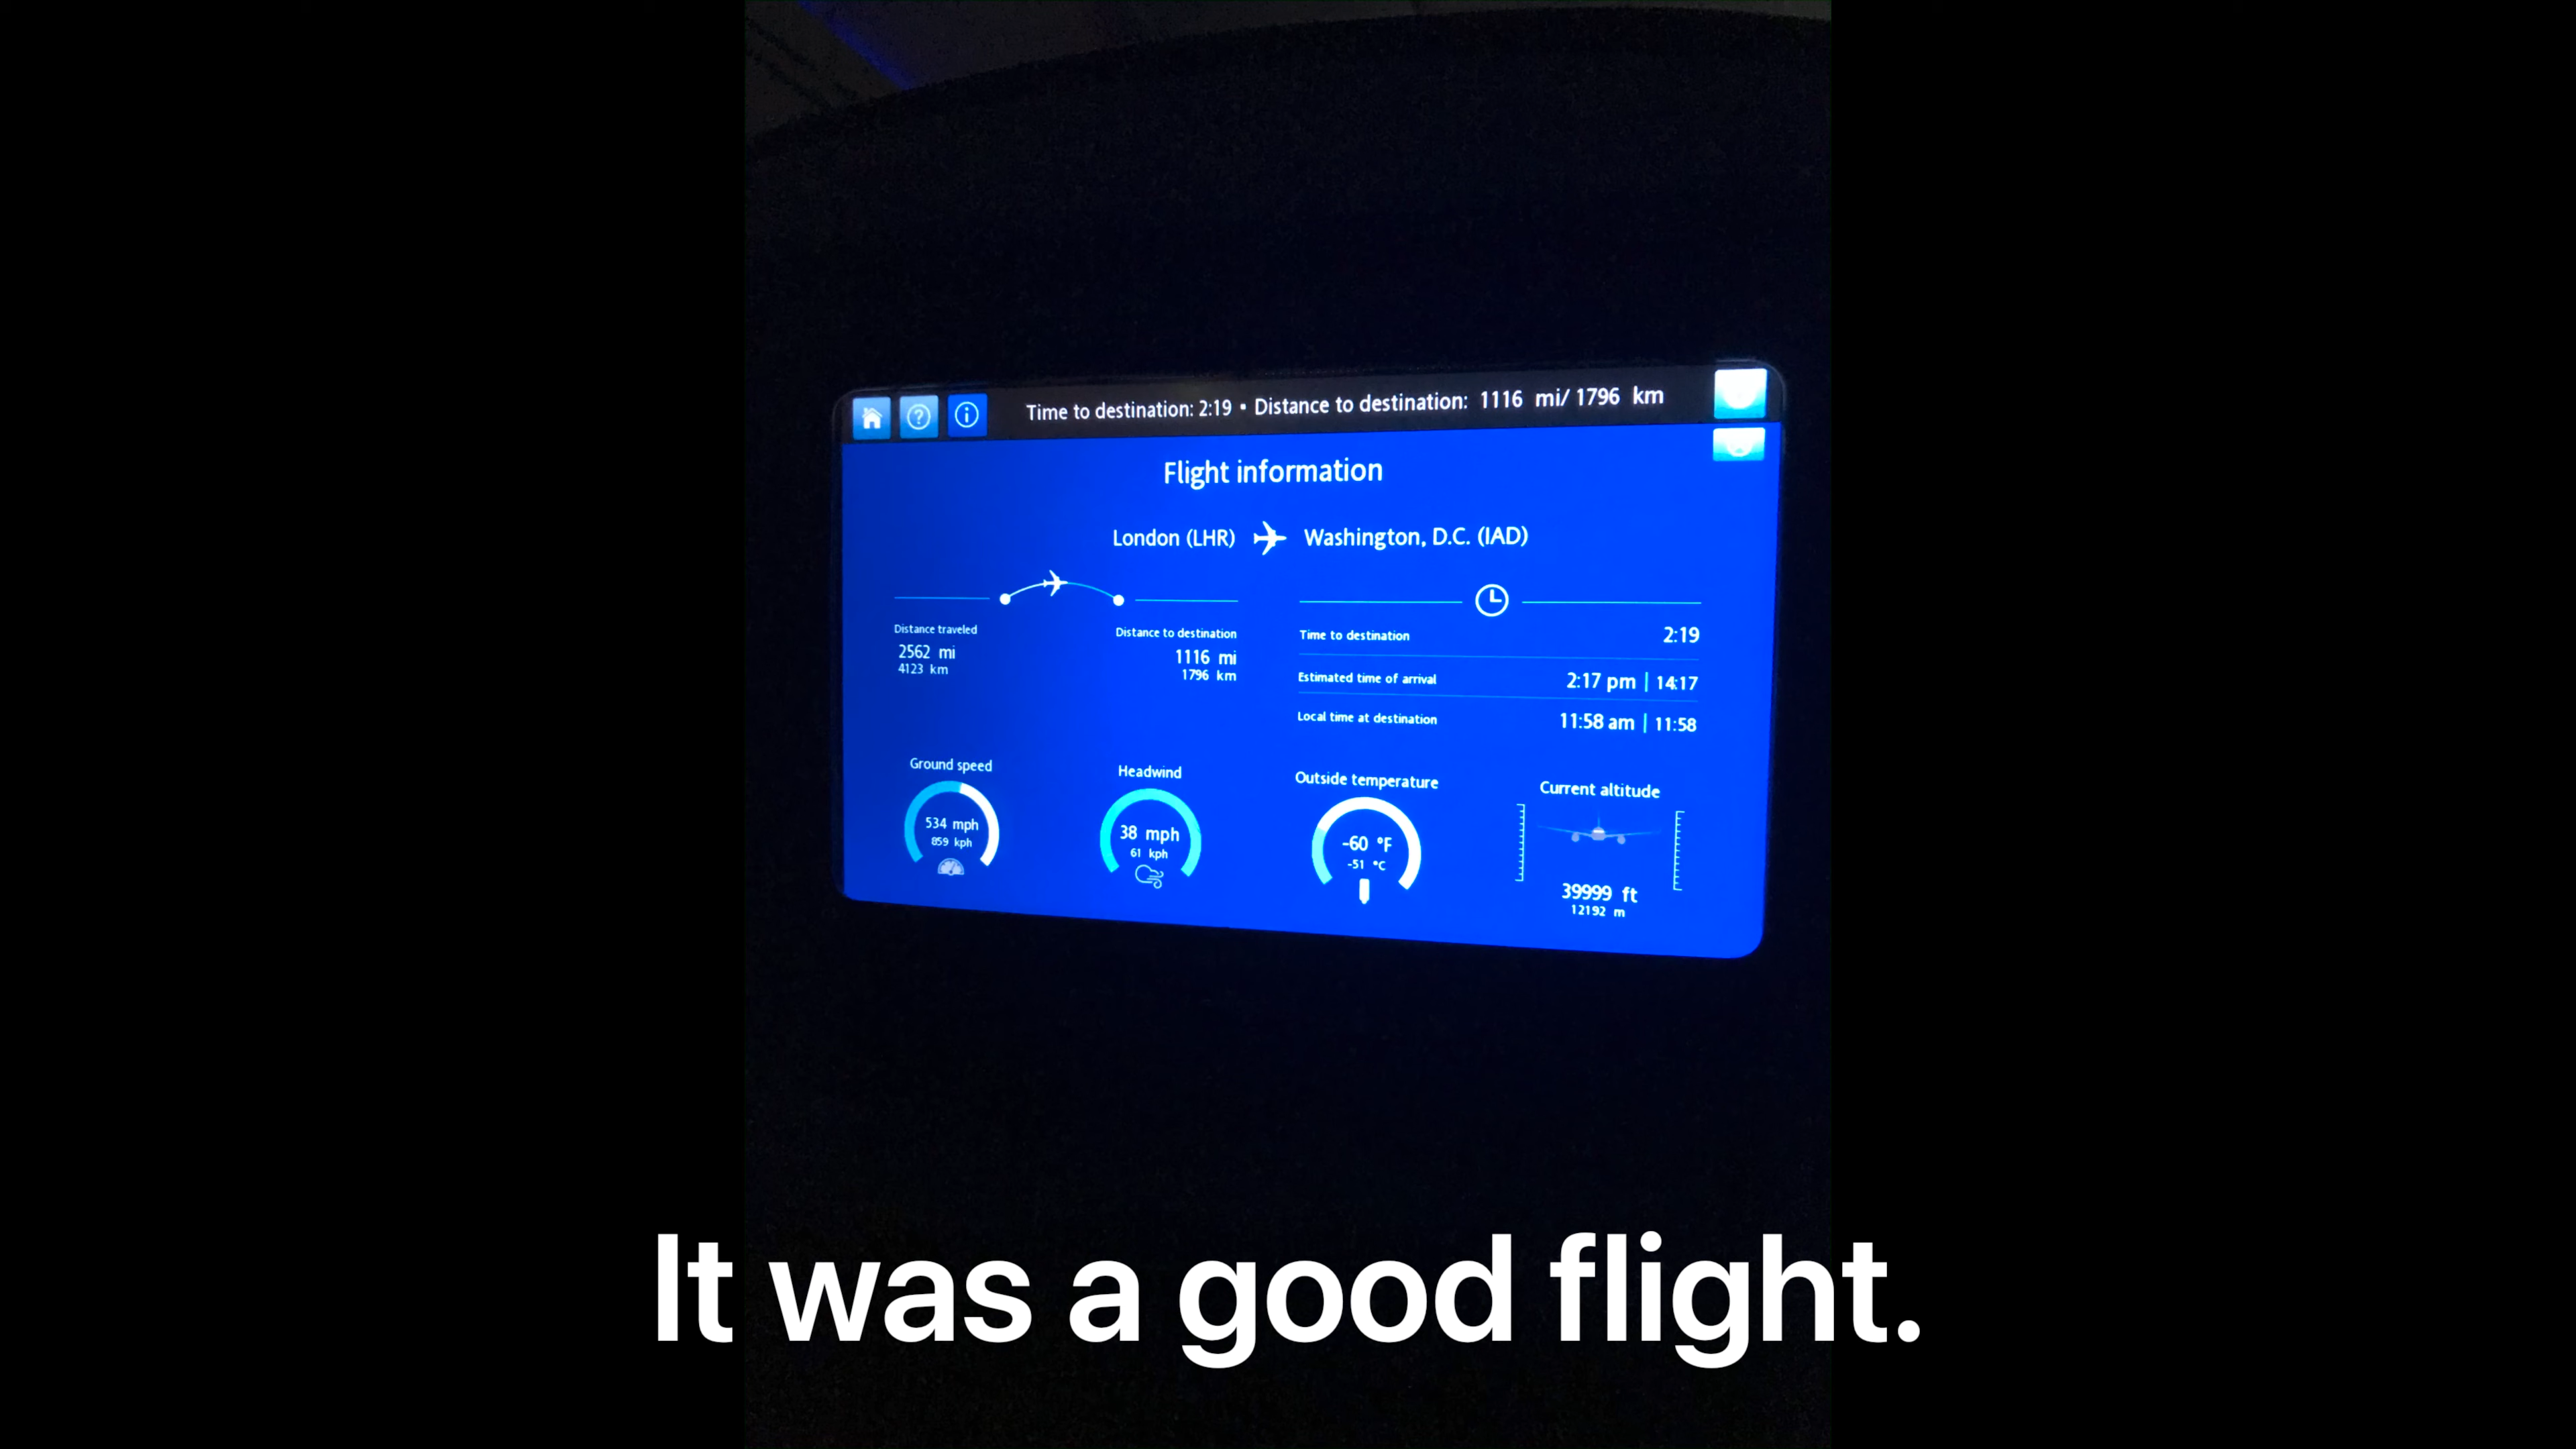 Time to destination: 2:19 • Distance to destination: 1116 mi/ 1796 km
Flight information
London (LHR) Washington, D.C. (IAD)
Distance traveled
2562 mi
4123 km
Distance to destination
1116 mi
1796 km
Time to destination 2:19
Estimated time of arrival 2:17 pm | 14:17
Local time at destination 11:58 am | 11:58
Ground speed
534 mph
859 kph
Headwind
38 mph
61 kph
Outside temperature
-60 °F
-51 °C
Current altitude
39999 ft
12192 m
It was a good flight.